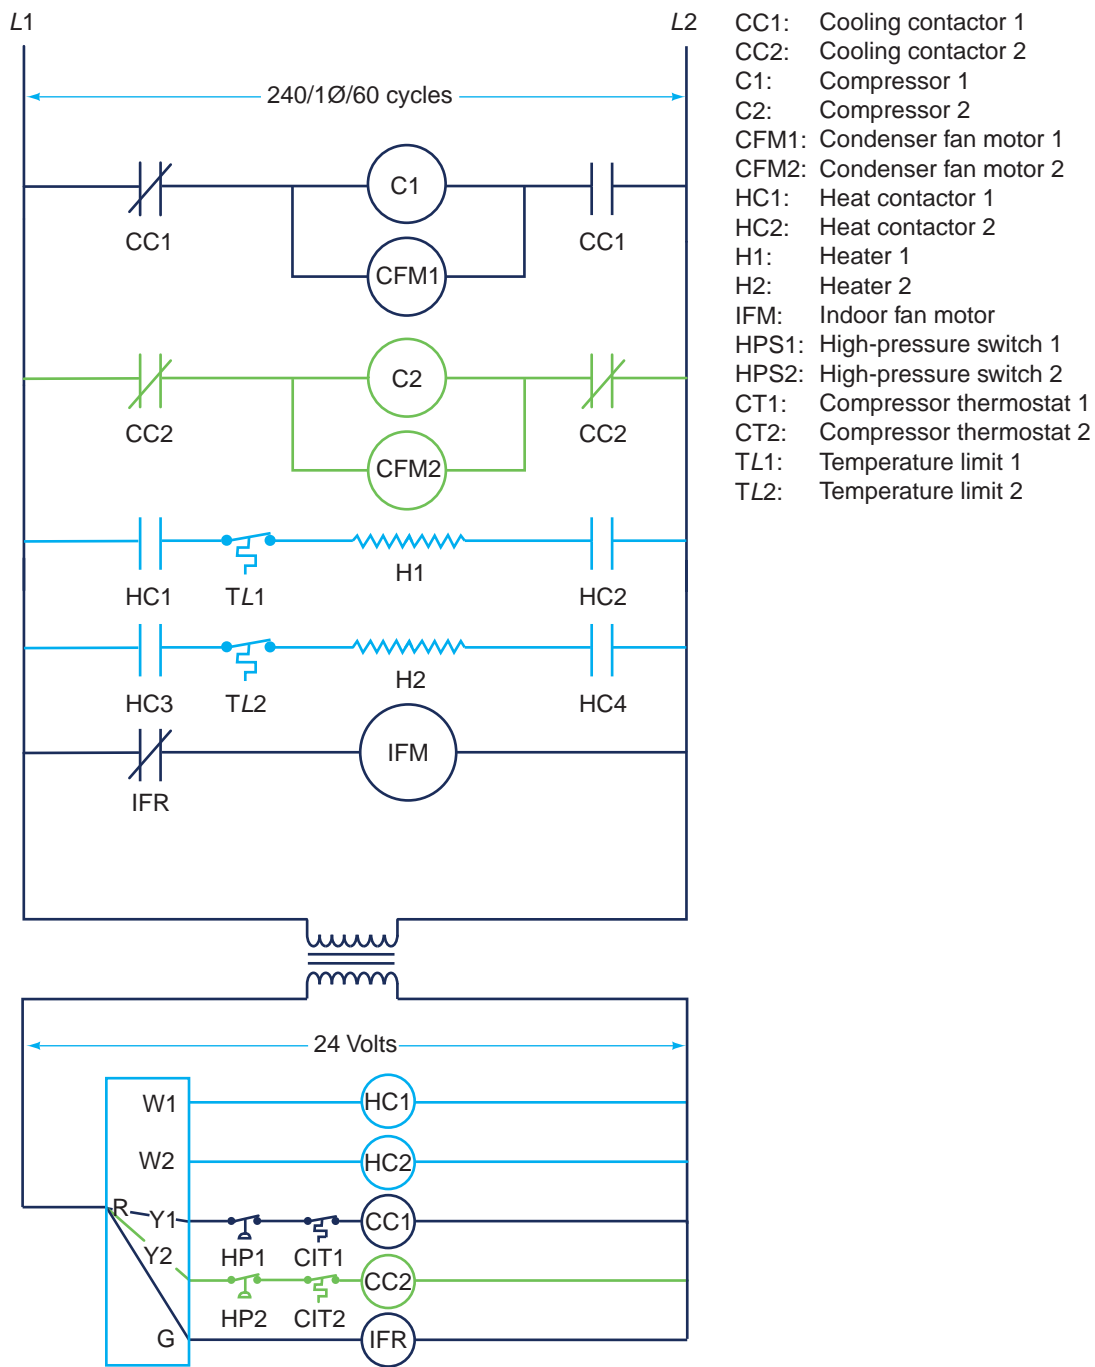 L1
L2
240/1Ø/60 cycles
C1
CC1
CC1
CFM1
C2
CC2
CC2
CFM2
H1
HC1
TL1
HC2
H2
HC3
TL2
HC4
IFM
IFR
24 Volts
W1
HC1
W2
HC2
R
Y1
CC1
HP1
CIT1
Y2
CC2
HP2
CIT2
G
IFR
CC1: Cooling contactor 1
CC2: Cooling contactor 2
C1: Compressor 1
C2: Compressor 2
CFM1: Condenser fan motor 1
CFM2: Condenser fan motor 2
HC1: Heat contactor 1
HC2: Heat contactor 2
H1: Heater 1
H2: Heater 2
IFM: Indoor fan motor
HPS1: High-pressure switch 1
HPS2: High-pressure switch 2
CT1: Compressor thermostat 1
CT2: Compressor thermostat 2
TL1: Temperature limit 1
TL2: Temperature limit 2